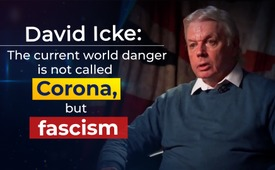 David Icke:
The current world danger
is not called
Corona,
but
fascism